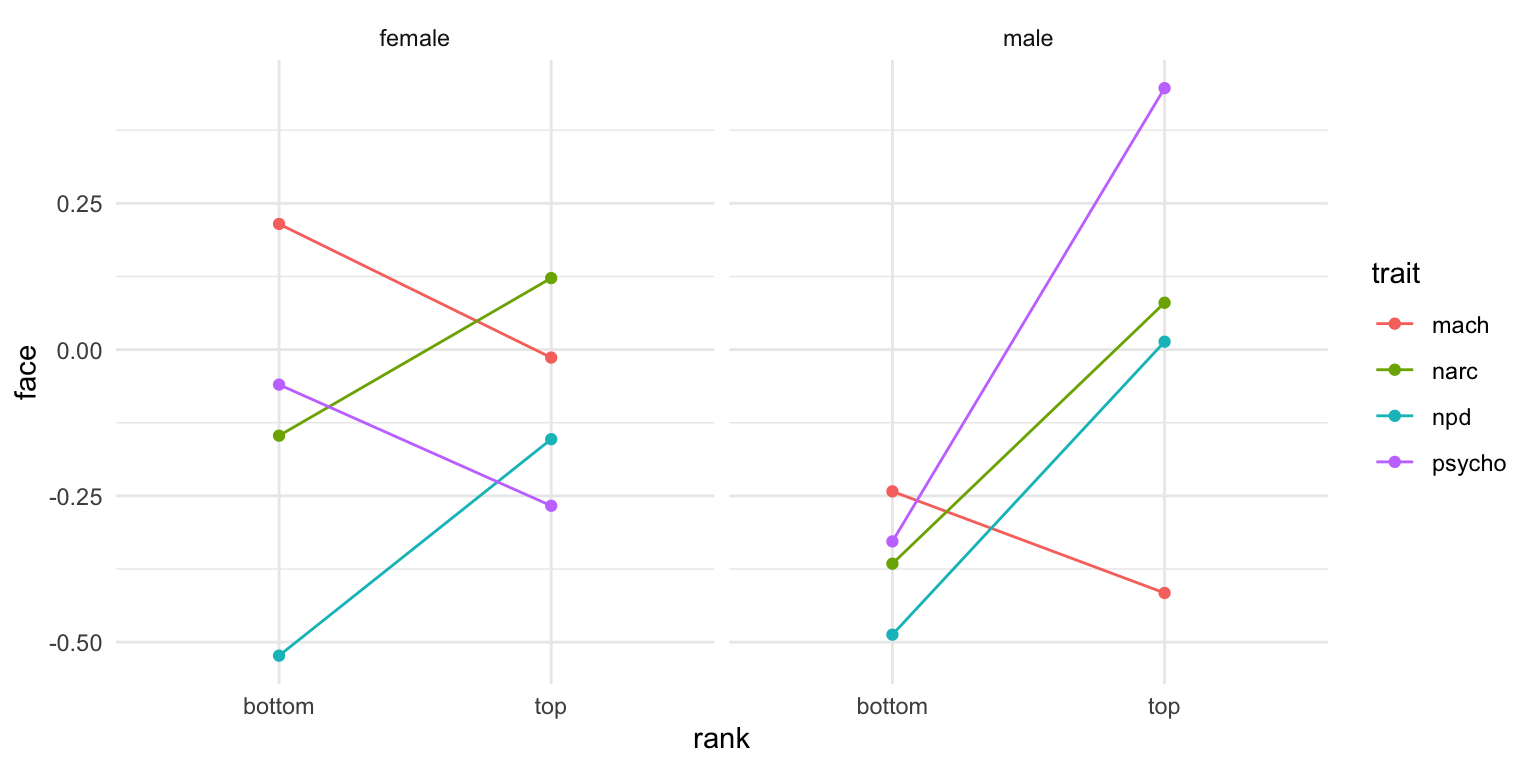 female
male
0.25
0.00
-0.25
-0.50
face
bottom
top
bottom
top
rank
trait
mach
narc
npd
psycho